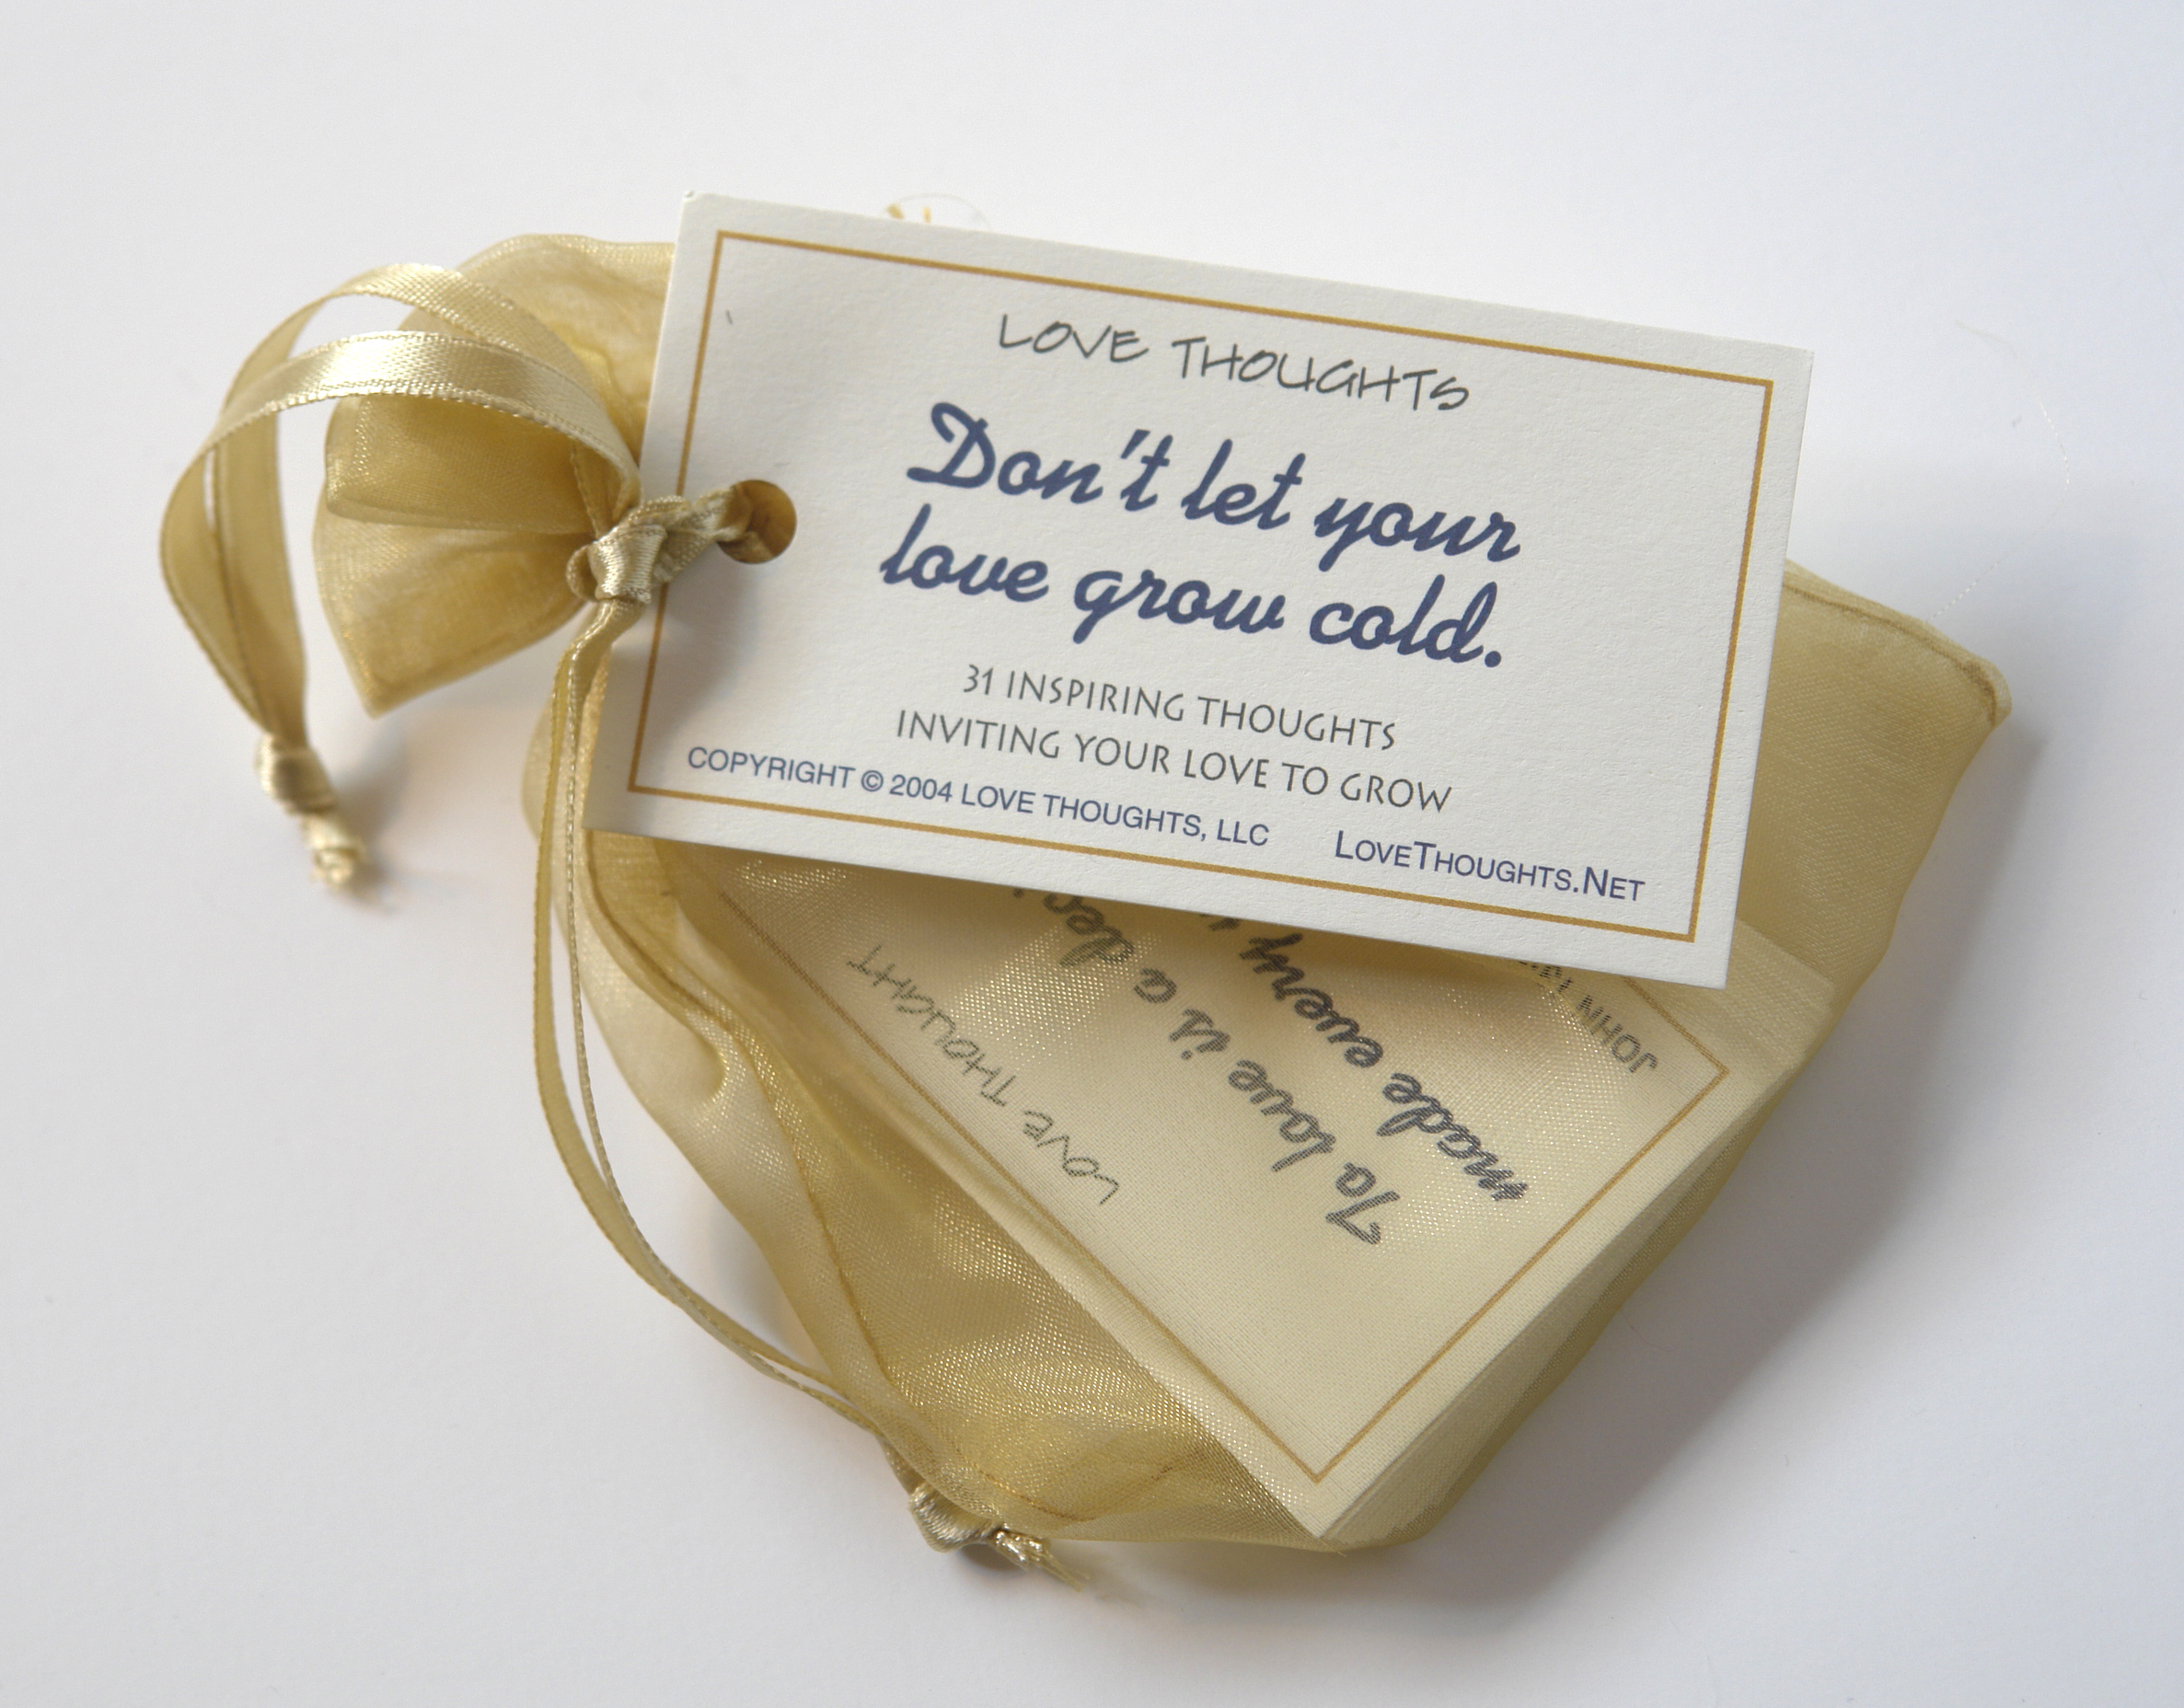 LOVE THOUGHTS
Don't let your
love grow cold.
31 INSPIRING THOUGHTS
INVITING YOUR LOVE TO GROW
COPYRIGHT © 2004 LOVE THOUGHTS, LLC LOVETHOUGHTS.NET
LOVE THOUGHT
To love is a
made every
JOHN